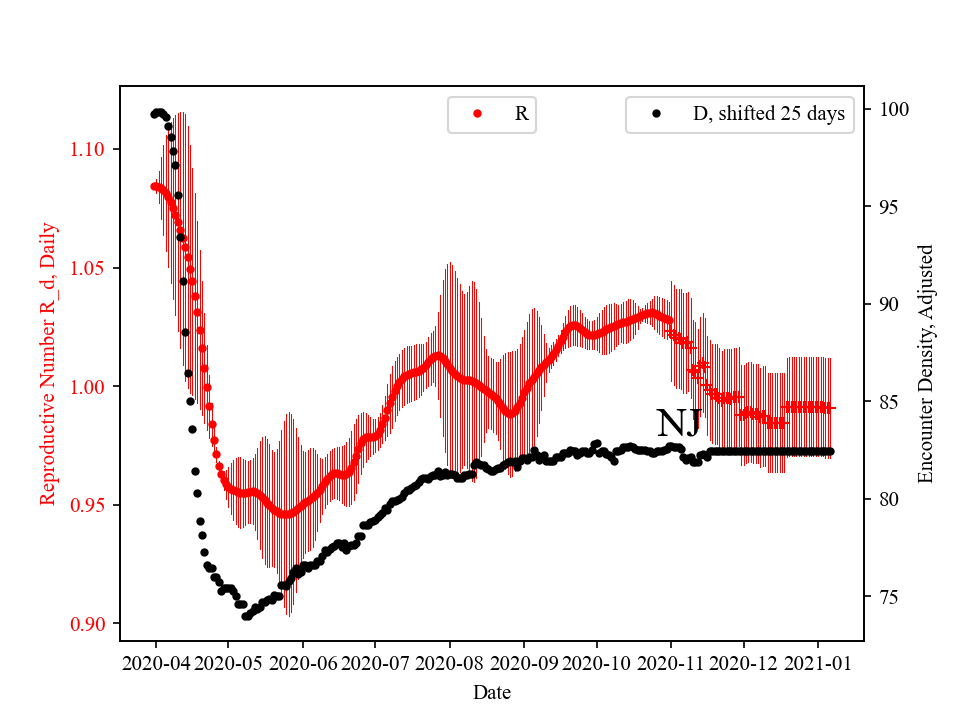 R
D, shifted 25 days
Reproductive Number R_d, Daily
1.10
1.05
1.00
0.95
0.90
100
95
90
85
80
75
Encounter Density, Adjusted
NJ
2020-04 2020-05 2020-06 2020-07 2020-08 2020-09 2020-10 2020-11 2020-12 2021-01
Date